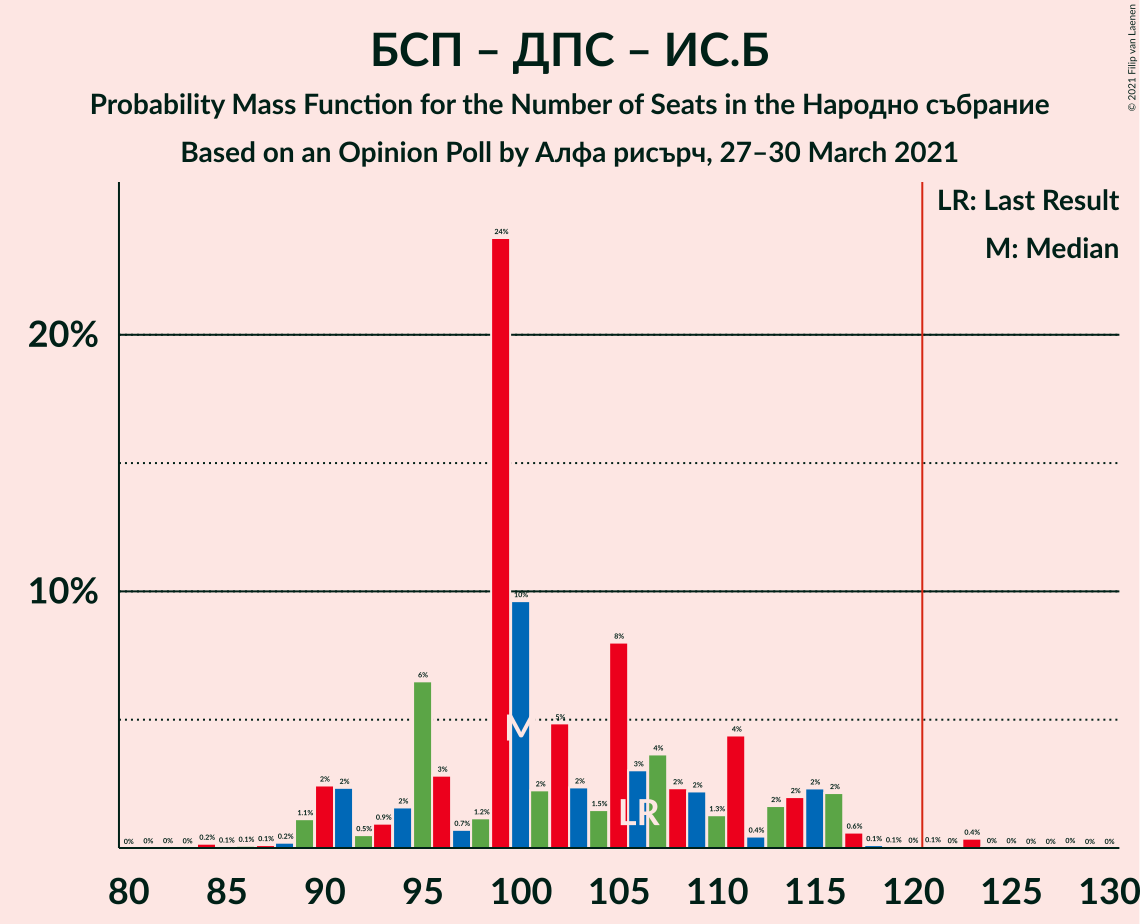 БСП – ДПС – ИС.Б
Probability Mass Function for the Number of Seats in the Народно събрание
Based on an Opinion Poll by Алфа рисърч, 27–30 March 2021
© 2021 Filip van Laenen
LR: Last Result
M: Median
20%
10%
0% 0% 0% 0% 0.2% 0.1% 0.1% 0.1% 0.2% 1.1% 2% 2% 0.5% 0.9% 2% 6% 3% 0.7% 1.2% 24% 10% 2% 5% 2% 1.5% 8% 3% 4% 2% 2% 1.3% 4% 0.4% 2% 2% 2% 2% 0.6% 0.1% 0.1% 0% 0.1% 0% 0.4% 0% 0% 0% 0% 0% 0% 0%
M
LR
80 85 90 95 100 105 110 115 120 125 130